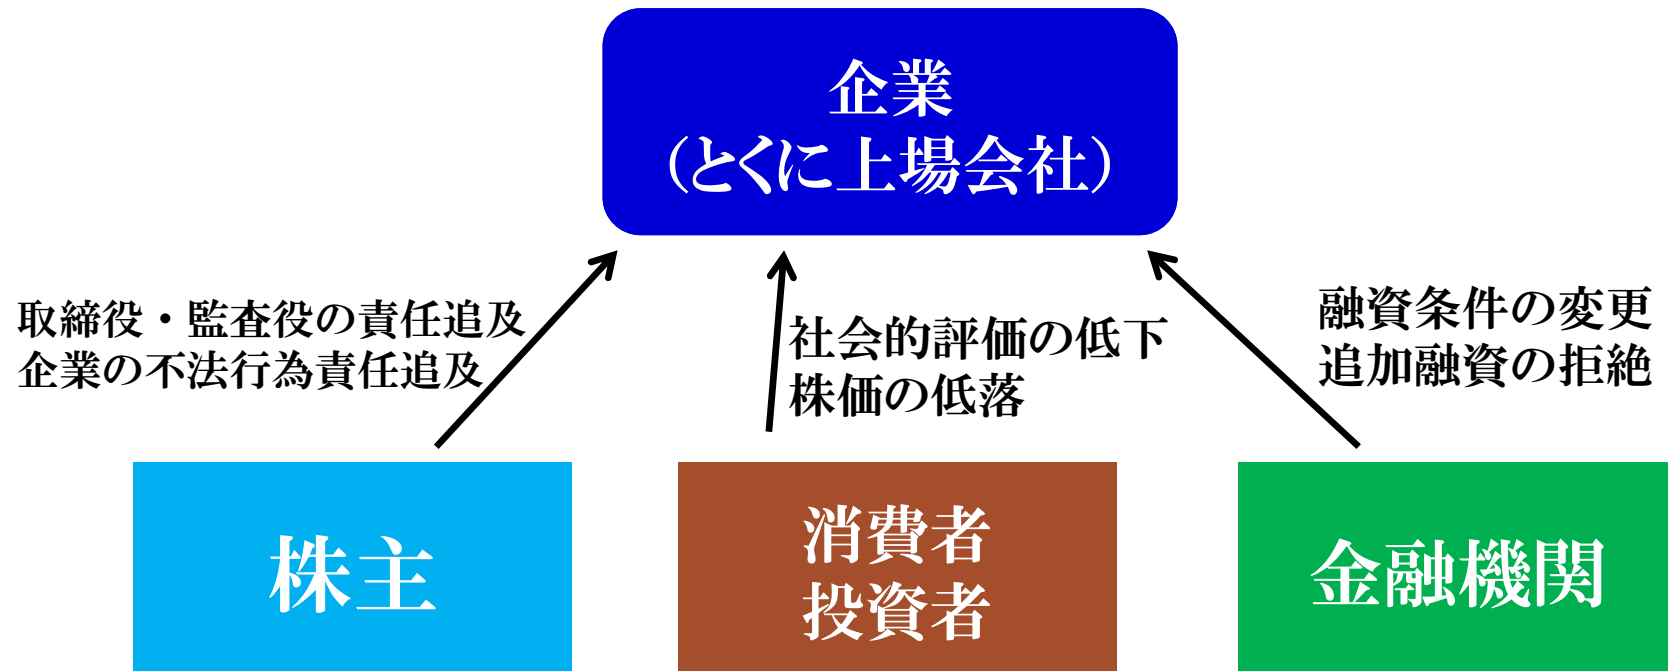 企業
（とくに上場会社）
取締役・監査役の責任追及
企業の不法行為責任追及
社会的評価の低下
株価の低落
融資条件の変更
追加融資の拒絶
株主
消費者
投資者
金融機関